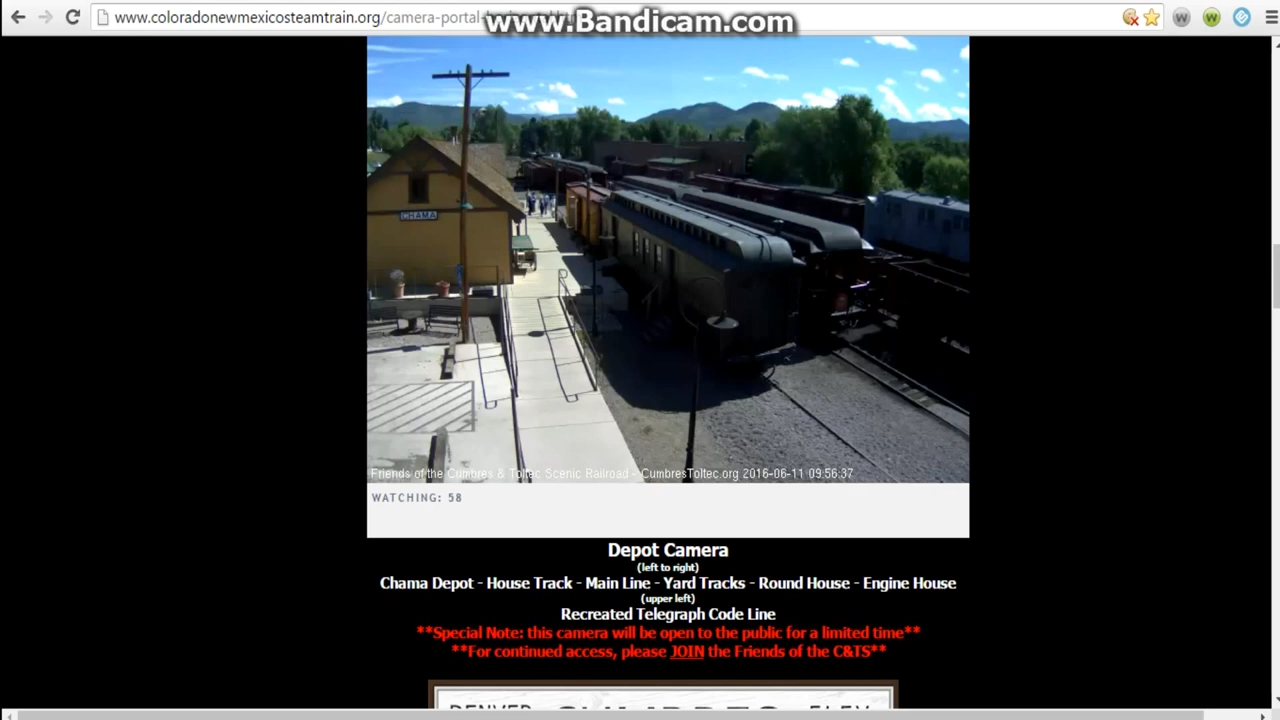 www.Bandicam.com
www.coloradonewmexicosteamtrain.org/camera-portal-
CHAMA
Friends of the Cumbres & Toltec Scenic Railroad - CumbresToltec.org 2016-06-11 09:56:37
WATCHING: 58
Depot Camera
(left to right)
Chama Depot - House Track - Main Line - Yard Tracks - Round House - Engine House
(upper left)
Recreated Telegraph Code Line
**Special Note: this camera will be open to the public for a limited time**
**For continued access, please JOIN the Friends of the C&TS**